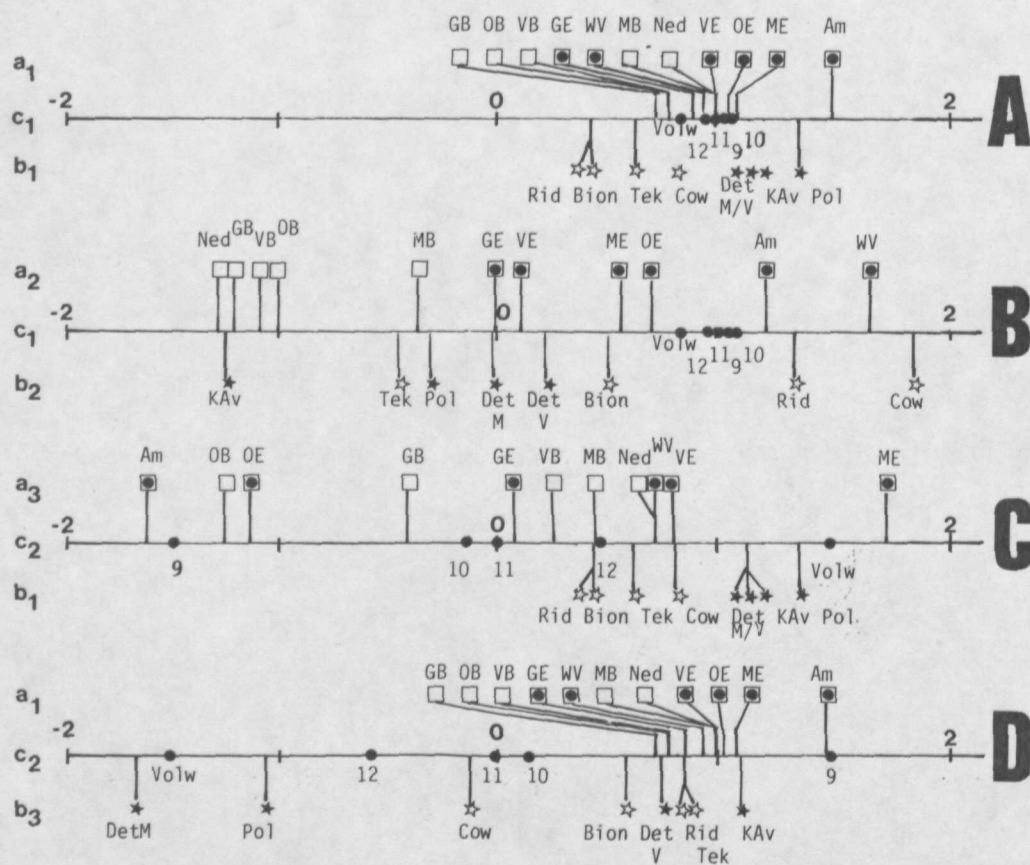 GB OB VB GE WV MB Ned VE OE ME Am
a1
-2 0 2
c1 A
Volw 12 11 9 10
b1
Rid Bion Tek Cow Det KAv Pol
M/V
Ned GB VB OB MB GE VE ME OE Am WV
a2
-2 0 2
c1 B
Volw 12 11 9 10
b2
KAv Tek Pol Det Det Bion Rid Cow
M V
Am OB OE GB GE VB MB Ned WV VE ME
a3
-2 0 2
c2 C
9 10 11 12 Volw
b1
Rid Bion Tek Cow Det KAv Pol
M/V
GB OB VB GE WV MB Ned VE OE ME Am
a1
-2 0 2
c2 D
Volw 12 11 10 9
b3
DetM Pol Cow Bion Det Rid KAv
V Tek